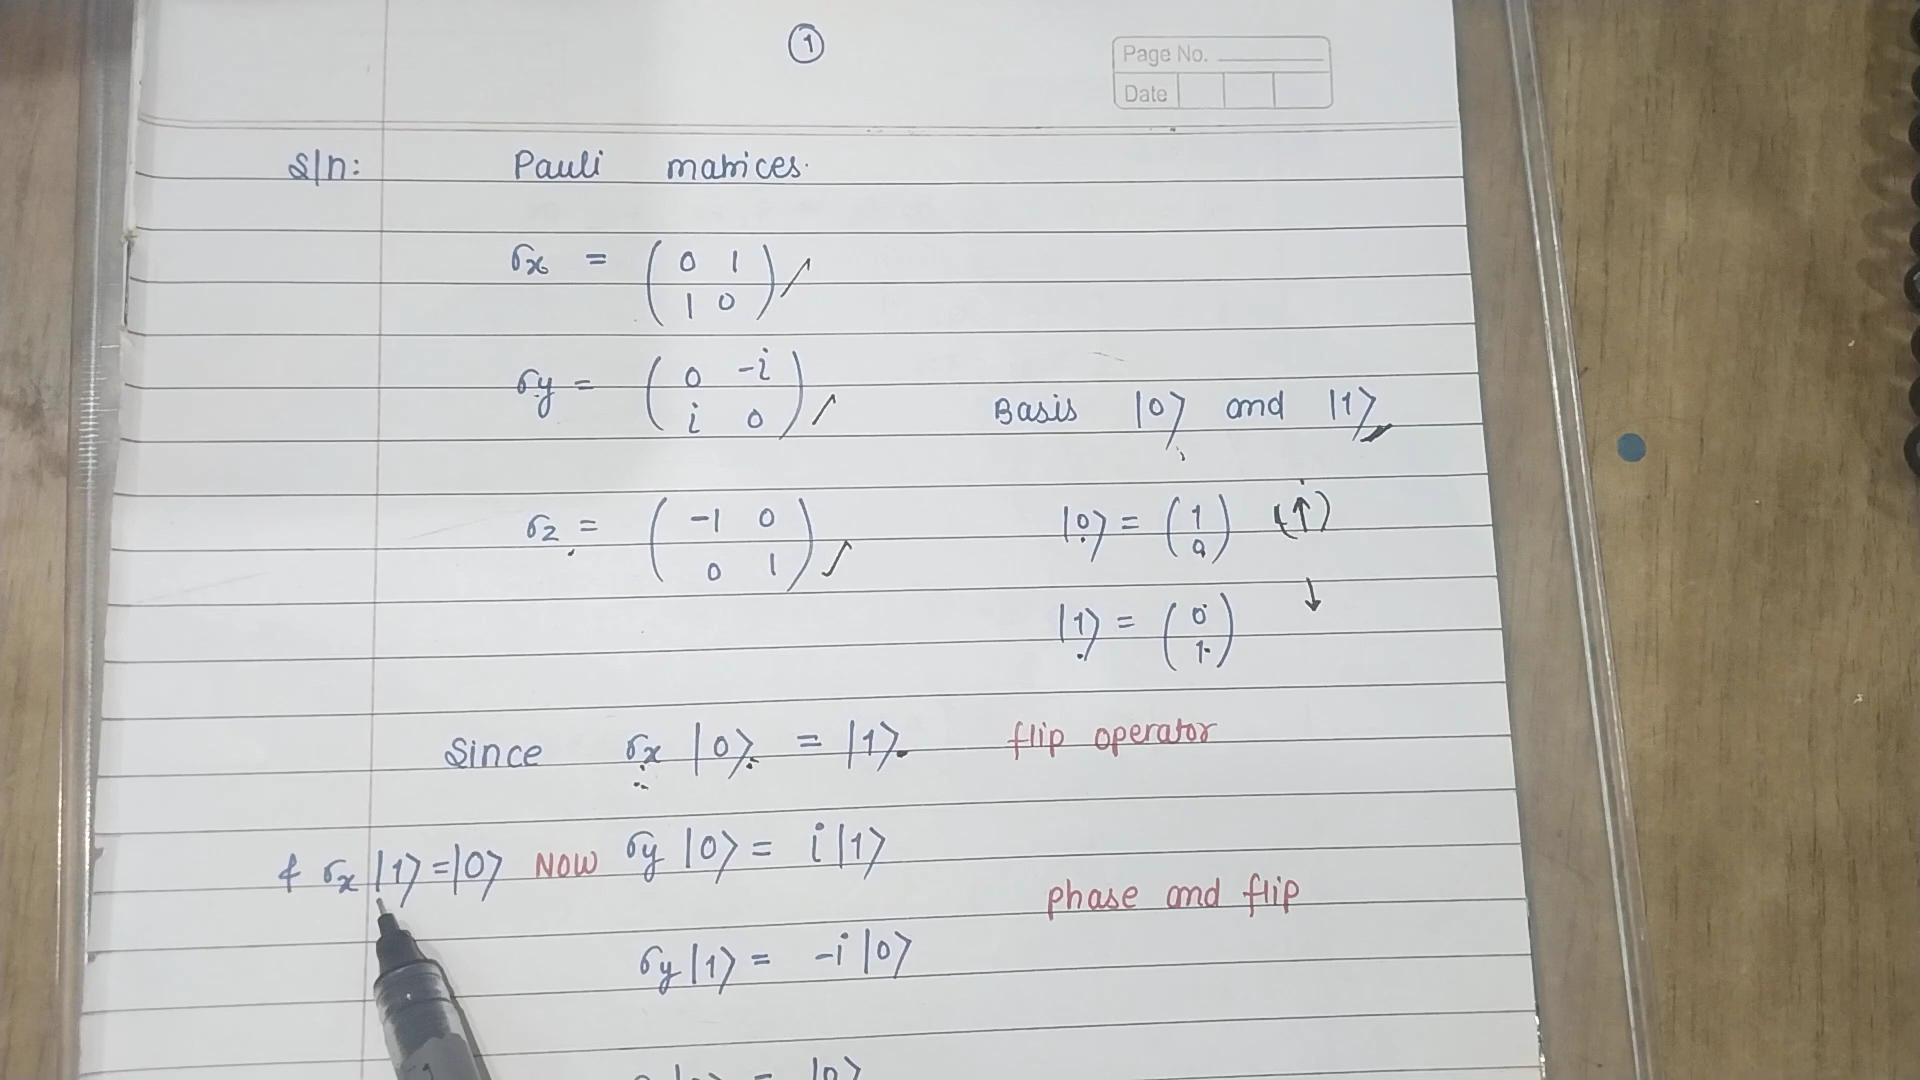 1
Page No.
Date
S/n: Pauli matrices.
σx = ( 0 1
1 0 )
σy = ( 0 -i
i 0 )
Basis |0⟩ and |1⟩
σz = ( -1 0
0 1 )
|0⟩ = ( 1
0 ) (↑)
|1⟩ = ( 0
1 ) ↓
Since σx |0⟩ = |1⟩. flip operator
& σx |1⟩ = |0⟩ NOW σy |0⟩ = i |1⟩
phase and flip
σy |1⟩ = -i |0⟩
= |0⟩